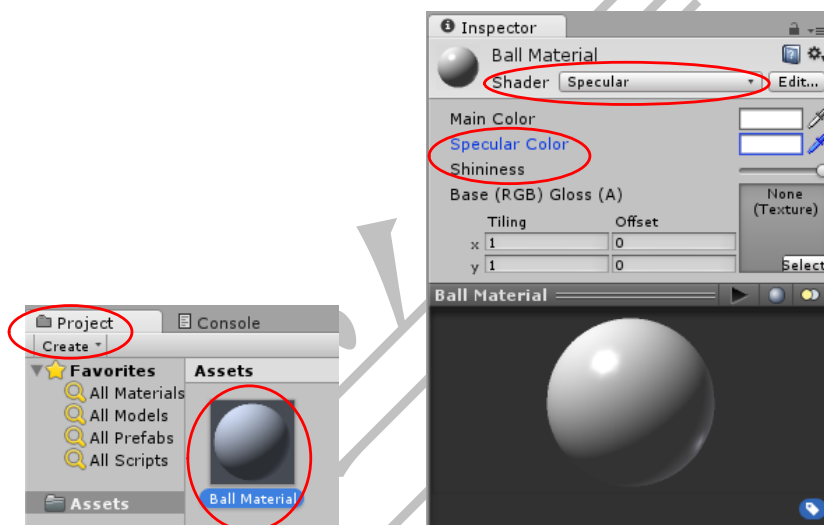 Inspector
Ball Material
Shader Specular Edit...
Main Color
Specular Color
Shininess
Base (RGB) Gloss (A)
None
(Texture)
Tiling Offset
x 1 0
y 1 0
Select
Ball Material
Project Console
Create
Favorites
All Materials
All Models
All Prefabs
All Scripts
Assets
Assets
Ball Material